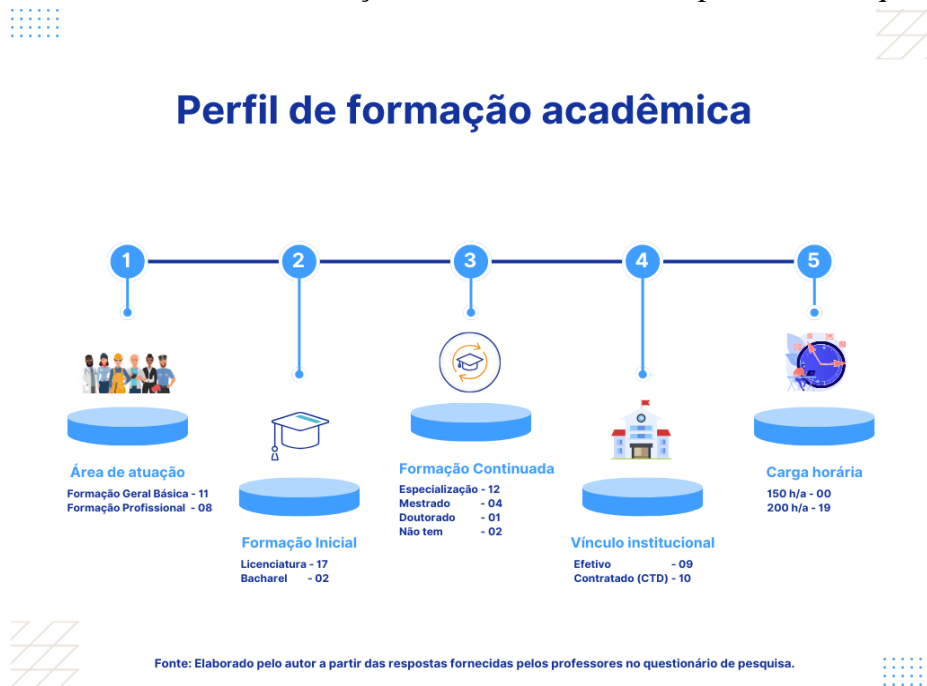 Perfil de formação acadêmica
1
2
3
4
5
Área de atuação
Formação Geral Básica - 11
Formação Profissional - 08
Formação Inicial
Licenciatura - 17
Bacharel - 02
Formação Continuada
Especialização - 12
Mestrado - 04
Doutorado - 01
Não tem - 02
Vínculo institucional
Efetivo - 09
Contratado (CTD) - 10
Carga horária
150 h/a - 00
200 h/a - 19
Fonte: Elaborado pelo autor a partir das respostas fornecidas pelos professores no questionário de pesquisa.